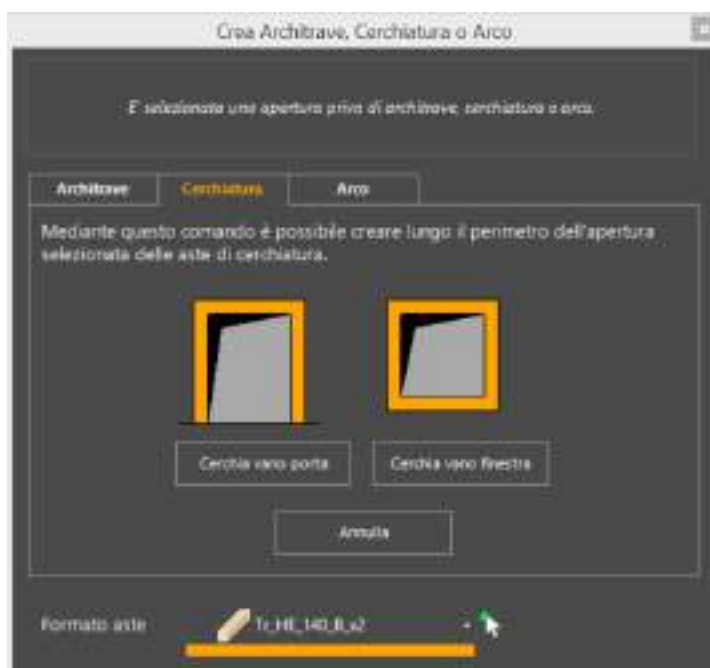 Crea Architrave, Cerchiatura o Arco
E' selezionata una apertura priva di architrave, cerchiatura o arco.
Architrave Cerchiatura Arco
Mediante questo comando è possibile creare lungo il perimetro dell'apertura
selezionata delle aste di cerchiatura.
Cerchia vano porta Cerchia vano finestra
Annulla
Formato aste Tr_HE_140_B_x2